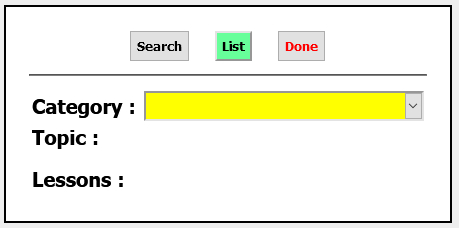 Search List Done
Category :
Topic :
Lessons :